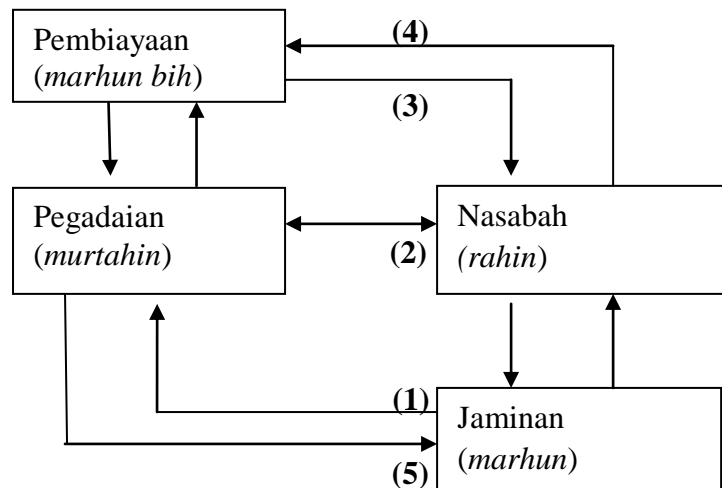 Pembiayaan
(marhun bih)
(4)
(3)
Pegadaian
(murtahin)
(2)
Nasabah
(rahin)
(1)
(5)
Jaminan
(marhun)